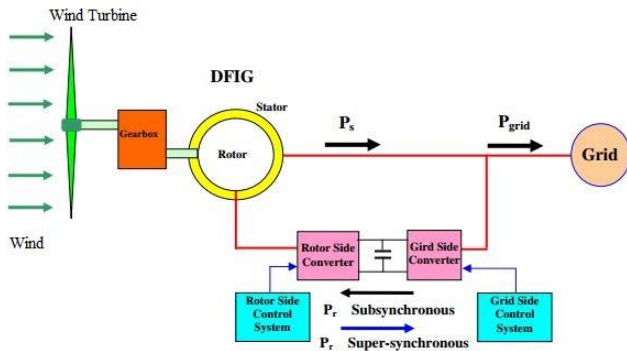 Wind Turbine
DFIG
Stator
Gearbox
Rotor
Ps
Pgrid
Grid
Wind
Rotor Side
Converter
Gird Side
Converter
Rotor Side
Control
System
Pr Subsynchronous
Pr Super-synchronous
Grid Side
Control
System